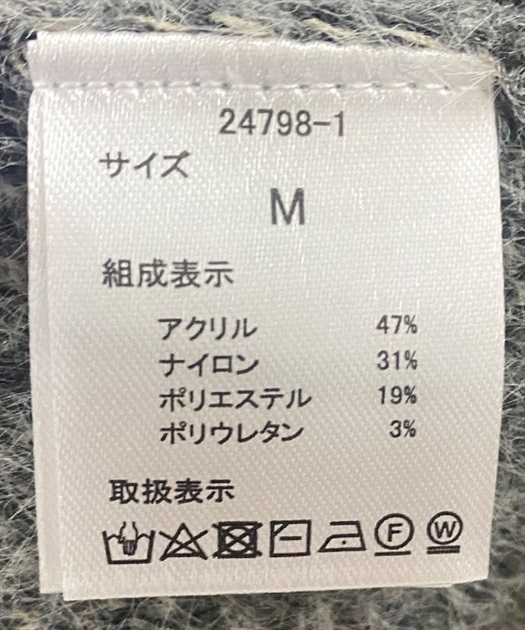 24798-1
サイズ
M
組成表示
アクリル 47%
ナイロン 31%
ポリエステル 19%
ポリウレタン 3%
取扱表示
F W